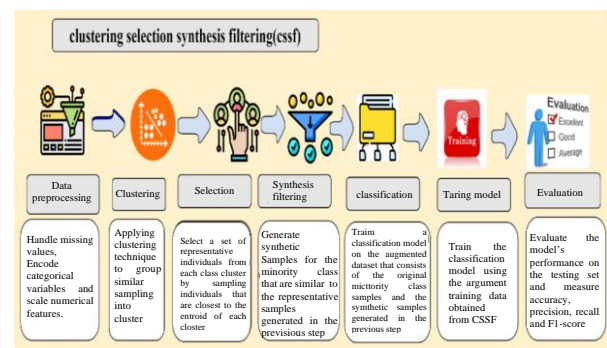 clustering selection synthesis filtering(cssf)
Evaluation
Excellent
Good
Average
Training
Data
preprocessing
Clustering
Selection
Synthesis
filtering
classification
Taring model
Evaluation
Handle missing
values,
Encode
categorical
variables and
scale numerical
features.
Applying
clustering
technique
to group
similar
sampling
into
cluster
Select a set of
representative
individuals from
each class cluster
by sampling
individuals that
are closest to the
entroid of each
closter
Generate
synthetic
Samples for the
minority class
that are similar to
the representative
samples
generated in the
previsious step
Traim a
classification model
on the augmented
dataset that consists
of the original
micttority class
samples and the
synthetic samples
generated in the
previous step
Train the
classification
model using
the argument
training data
obtained
from CSSF
Evaluate the
model's
performance on
the testing set
and measure
accuracy,
precision, recall
and F1-score